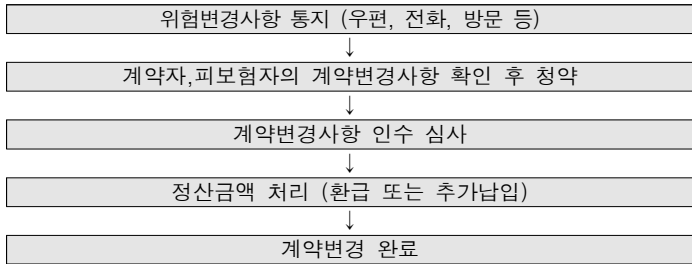 위험변경사항 통지 (우편, 전화, 방문 등)
↓
계약자,피보험자의 계약변경사항 확인 후 청약
↓
계약변경사항 인수 심사
↓
정산금액 처리 (환급 또는 추가납입)
↓
계약변경 완료